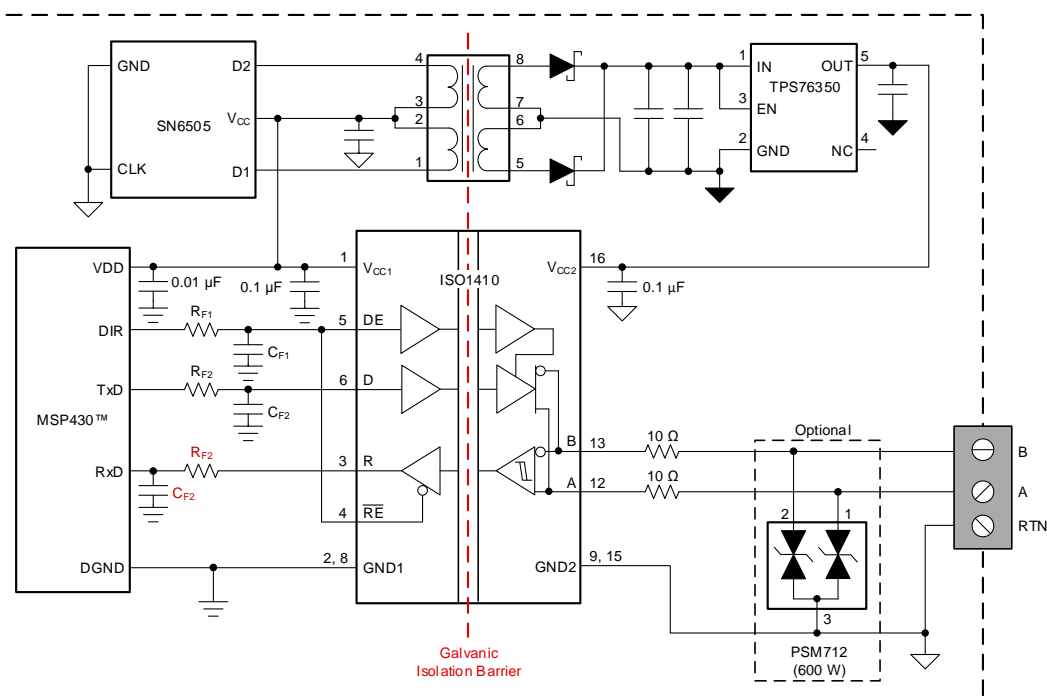 GND
D2
SN6505
VCC
CLK
D1
4
3
2
1
8
7
6
5
1
IN
OUT
5
TPS76350
3
EN
2
GND
NC
4
VDD
0.01 µF
0.1 µF
1
VCC1
ISO1410
VCC2
16
0.1 µF
DIR
RF1
CF1
5
DE
TxD
RF2
CF2
6
D
MSP430™
RxD
RF2
CF2
3
R
4
RE
B
13
10 Ω
A
12
10 Ω
Optional
B
A
RTN
2
1
3
DGND
2, 8
GND1
GND2
9, 15
PSM712
(600 W)
Galvanic
Isolation Barrier